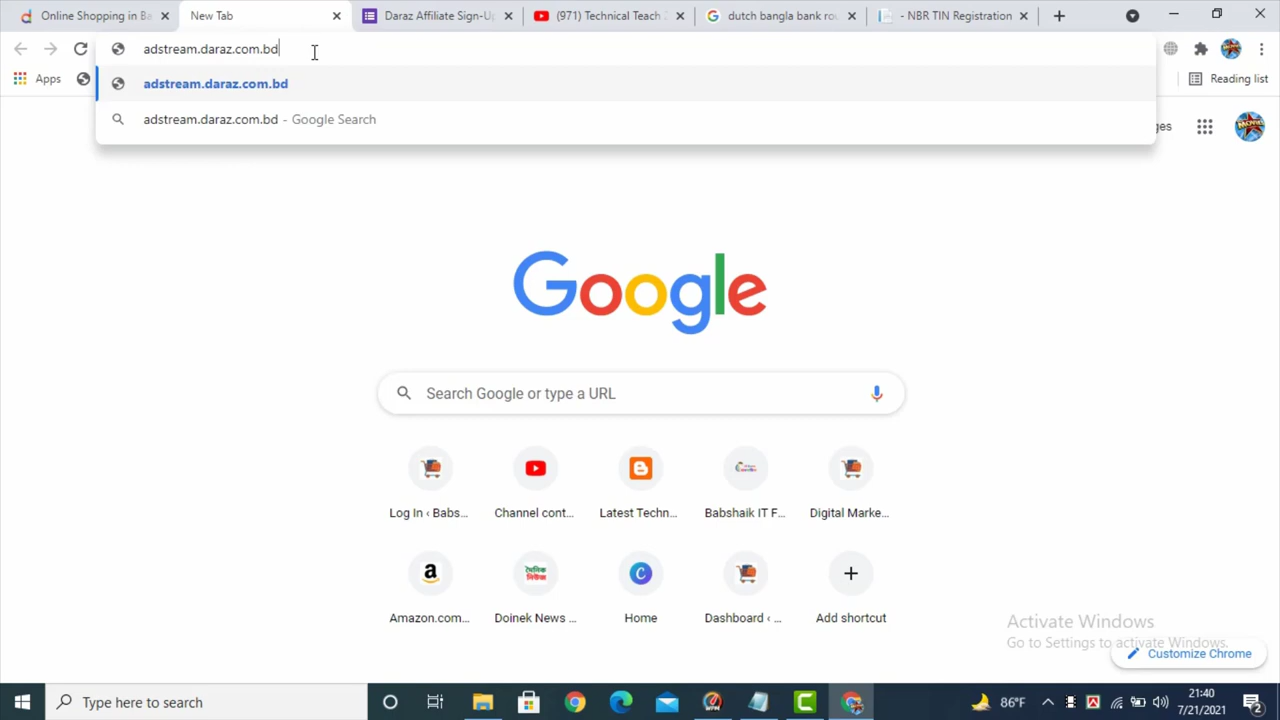 Online Shopping in Ba
New Tab
Daraz Affiliate Sign-U
(971) Technical Teach
dutch bangla bank ro
- NBR TIN Registration
adstream.daraz.com.bd
Apps
Reading list
adstream.daraz.com.bd
adstream.daraz.com.bd - Google Search
ges
Google
Search Google or type a URL
Log In ‹ Babs...
Channel cont...
Latest Techn...
Babshaik IT F...
Digital Marke...
Amazon.com...
Doinek News ...
Home
Dashboard ‹ ...
Add shortcut
Activate Windows
Go to Settings to activate Windows.
Customize Chrome
Type here to search
86°F
21:40
7/21/2021
2